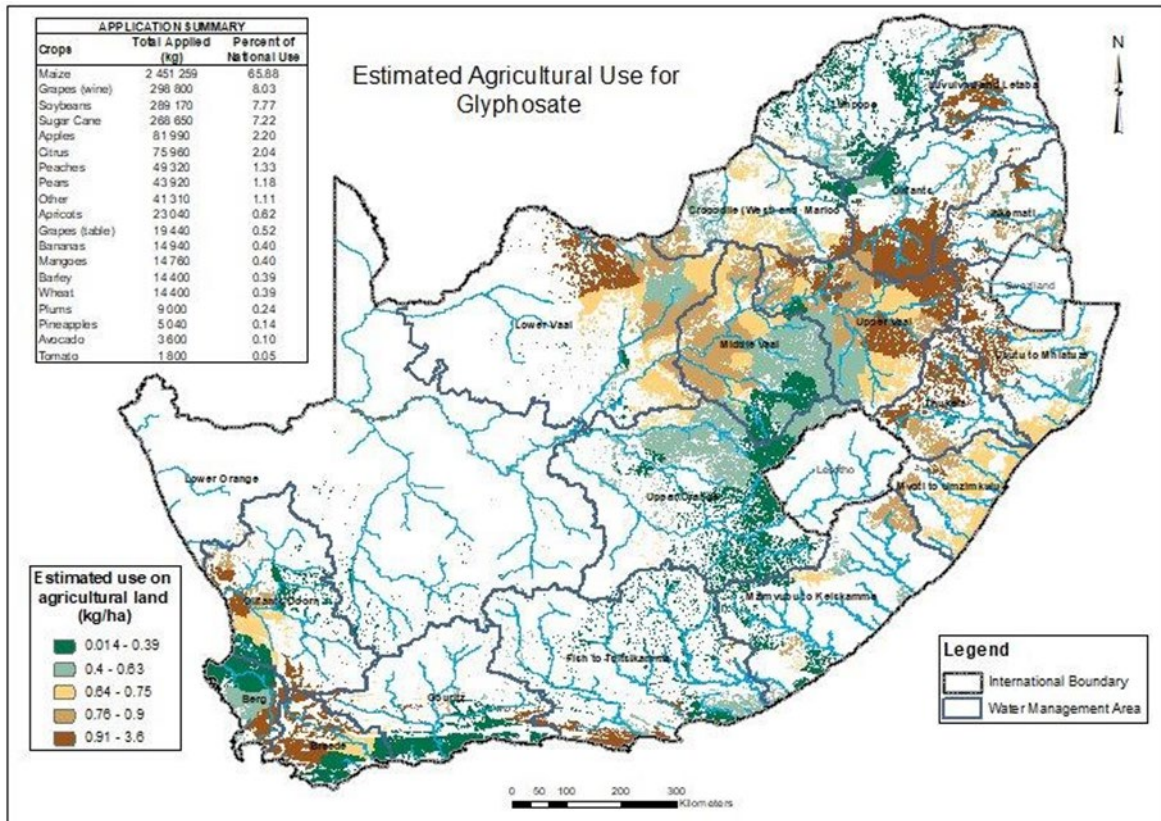 APPLICATION SUMMARY
Crops Total Applied (kg) Percent of National Use
Maize 2 451 259 65.88
Grapes (wine) 298 800 8.03
Soybeans 289 170 7.77
Sugar Cane 268 650 7.22
Apples 81 990 2.20
Citrus 75 960 2.04
Peaches 49 320 1.33
Pears 43 920 1.18
Other 41 310 1.11
Apricots 23 040 0.62
Grapes (table) 19 440 0.52
Bananas 14 940 0.40
Mangoes 14 760 0.40
Barley 14 400 0.39
Wheat 14 400 0.39
Plums 9 000 0.24
Pineapples 5 040 0.14
Avocado 3 600 0.10
Tomato 1 800 0.05
Estimated Agricultural Use for
Glyphosate
N
Limpopo
Luvuvhu and Letaba
Olifants
Crocodile (West) and Marico
Inkomati
Swaziland
Lower Vaal
Upper Vaal
Middle Vaal
Usutu to Mhlatuze
Thukela
Lesotho
Lower Orange
Upper Orange
Mvoti to Umzimkulu
Olifants/Doorn
Mzimvubu to Keiskamma
Fish to Tsitsikamma
Gouritz
Berg
Breede
Estimated use on
agricultural land
(kg/ha)
0.014 - 0.39
0.4 - 0.63
0.64 - 0.75
0.76 - 0.9
0.91 - 3.6
Legend
International Boundary
Water Management Area
0 50 100 200 300
Kilometers